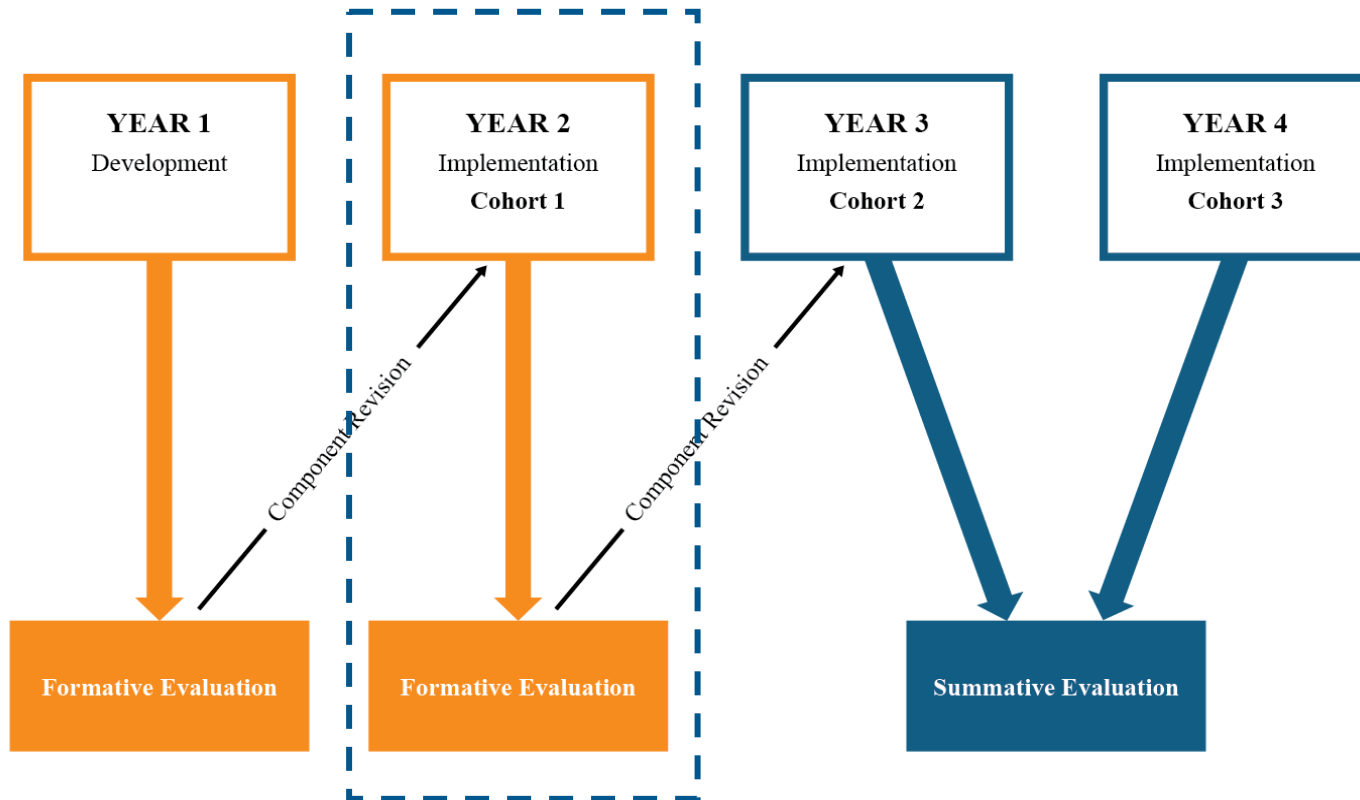 YEAR 1
Development
YEAR 2
Implementation
Cohort 1
YEAR 3
Implementation
Cohort 2
YEAR 4
Implementation
Cohort 3
Component Revision
Component Revision
Formative Evaluation
Formative Evaluation
Summative Evaluation